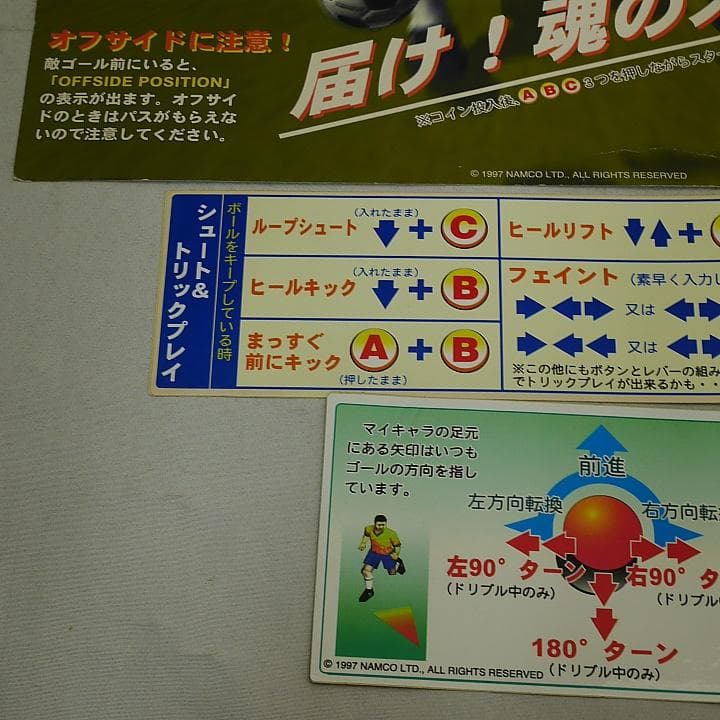 オフサイドに注意！
敵ゴール前にいると、
「OFFSIDE POSITION」
の表示が出ます。オフサイ
ドのときはパスがもらえな
いので注意してください。
届け！魂の
※コイン投入後、ABC3つを押しながらスター
© 1997 NAMCO LTD., ALL RIGHTS RESERVED
シュート&
トリックプレイ
ボールをキープしている時
ループシュート
(入れたまま)
+ C
ヒールリフト
+
ヒールキック
(入れたまま)
+ B
フェイント (素早く入力し
又は
又は
まっすぐ
前にキック
A + B
(押したまま)
※この他にもボタンとレバーの組み
でトリックプレイが出来るかも・・
マイキャラの足元
にある矢印はいつも
ゴールの方向を指し
ています。
前進
左方向転換
右方向転換
左90°ターン
(ドリブル中のみ)
右90°タ
(ドリブル
180°ターン
(ドリブル中のみ)
© 1997 NAMCO LTD., ALL RIGHTS RESERVED